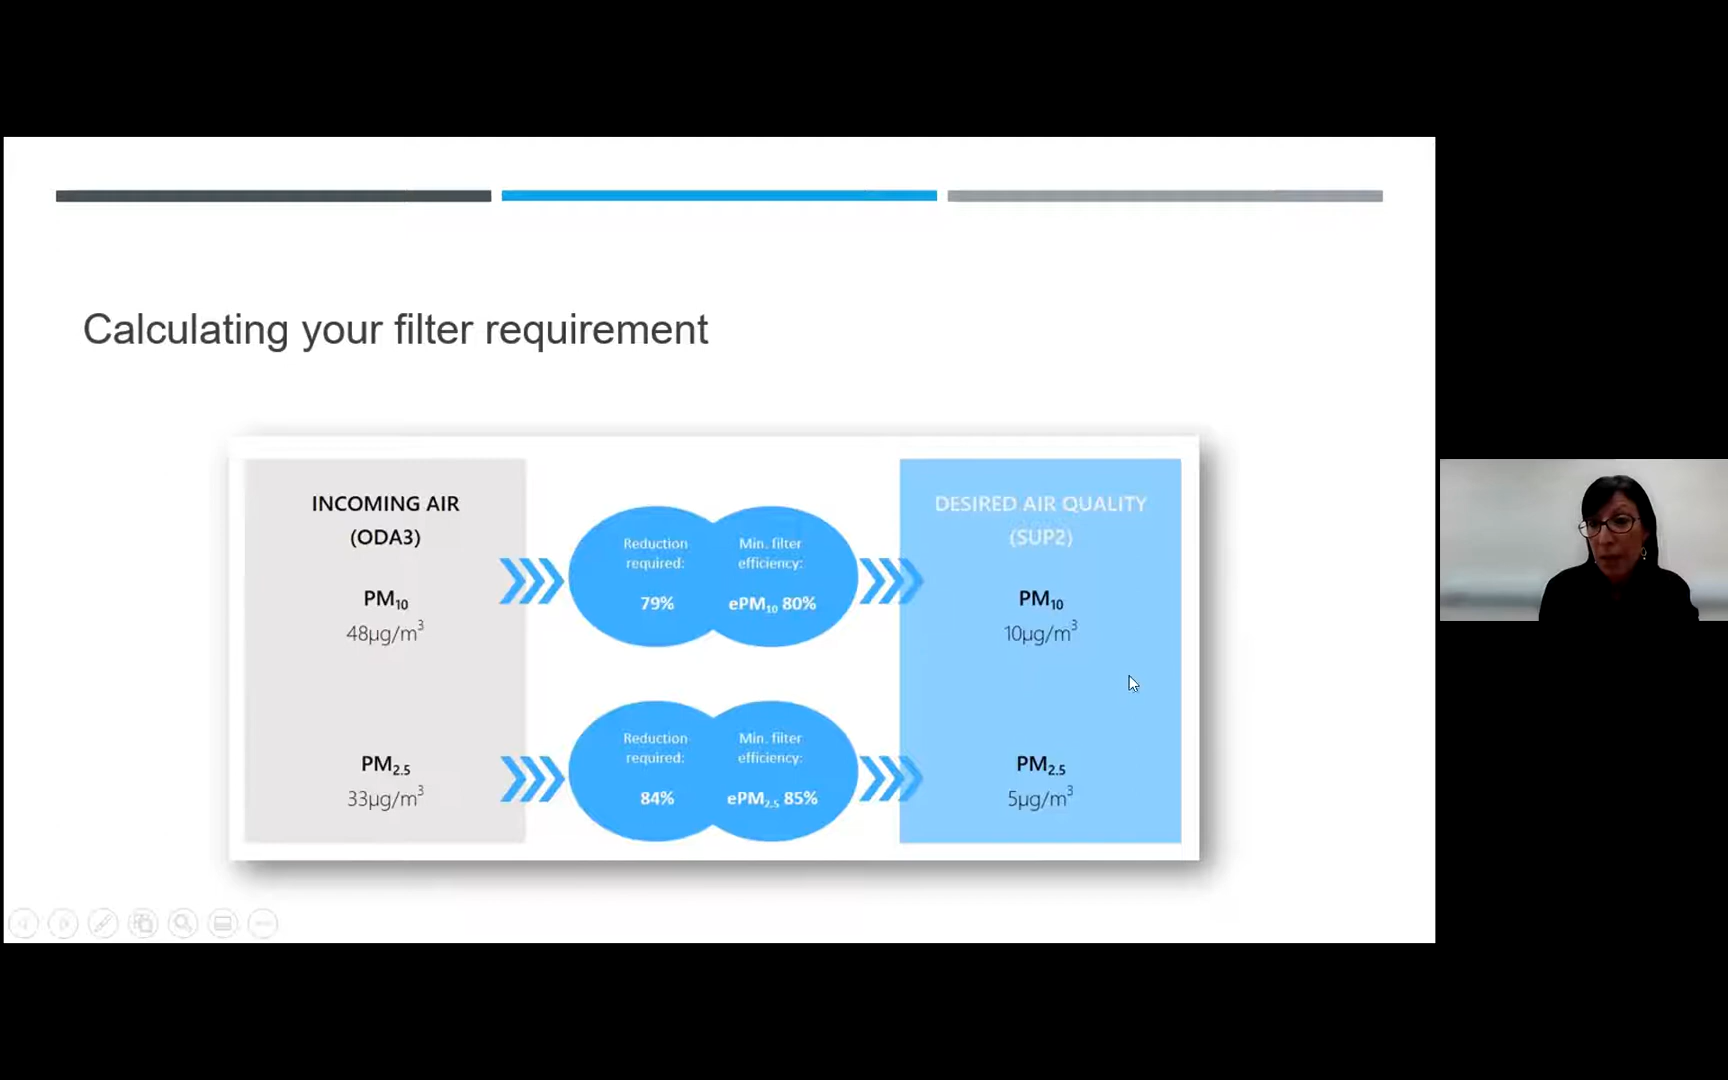 Calculating your filter requirement
INCOMING AIR
(ODA3)
PM10
48µg/m³
PM2.5
33µg/m³
Reduction
required:
79%
Min. filter
efficiency:
ePM10 80%
Reduction
required:
84%
Min. filter
efficiency:
ePM2.5 85%
DESIRED AIR QUALITY
(SUP2)
PM10
10µg/m³
PM2.5
5µg/m³